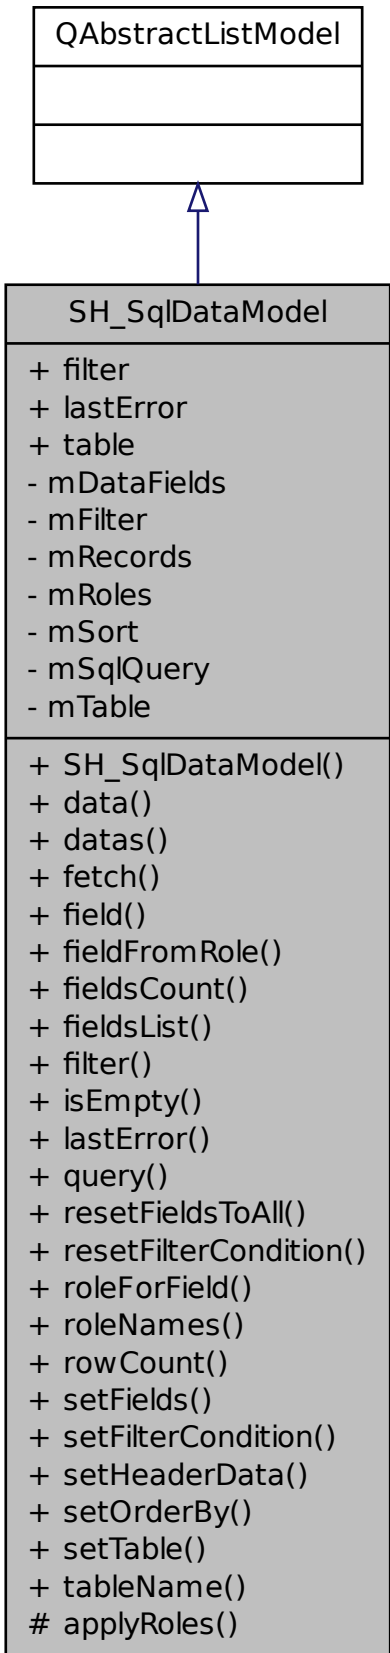 QAbstractListModel
SH_SqlDataModel
+ filter
+ lastError
+ table
- mDataFields
- mFilter
- mRecords
- mRoles
- mSort
- mSqlQuery
- mTable
+ SH_SqlDataModel()
+ data()
+ datas()
+ fetch()
+ field()
+ fieldFromRole()
+ fieldsCount()
+ fieldsList()
+ filter()
+ isEmpty()
+ lastError()
+ query()
+ resetFieldsToAll()
+ resetFilterCondition()
+ roleForField()
+ roleNames()
+ rowCount()
+ setFields()
+ setFilterCondition()
+ setHeaderData()
+ setOrderBy()
+ setTable()
+ tableName()
# applyRoles()